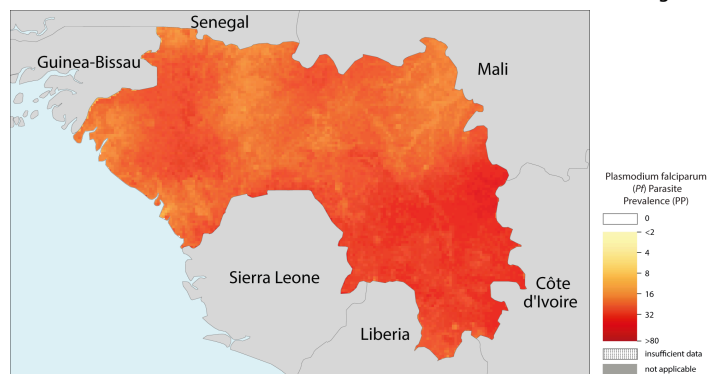 Senegal
Guinea-Bissau
Mali
Sierra Leone
Côte
d'Ivoire
Liberia
Plasmodium falciparum
(Pf) Parasite
Prevalence (PP)
0
<2
4
8
16
32
>80
insufficient data
not applicable